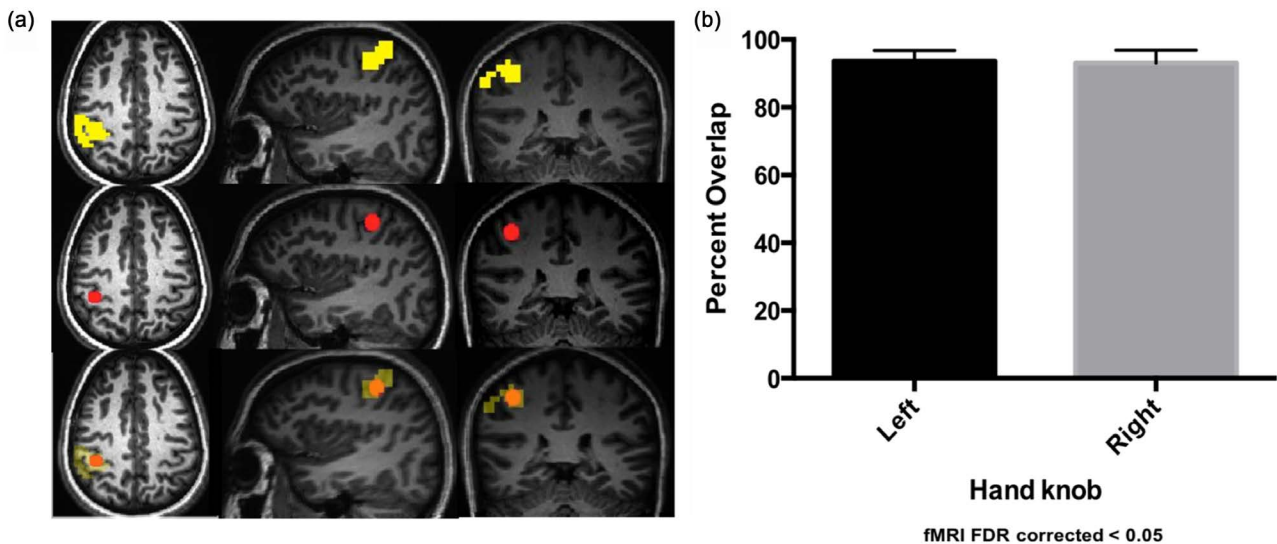 (a)
(b)
Percent Overlap
100
80
60
40
20
0
Left
Right
Hand knob
fMRI FDR corrected < 0.05